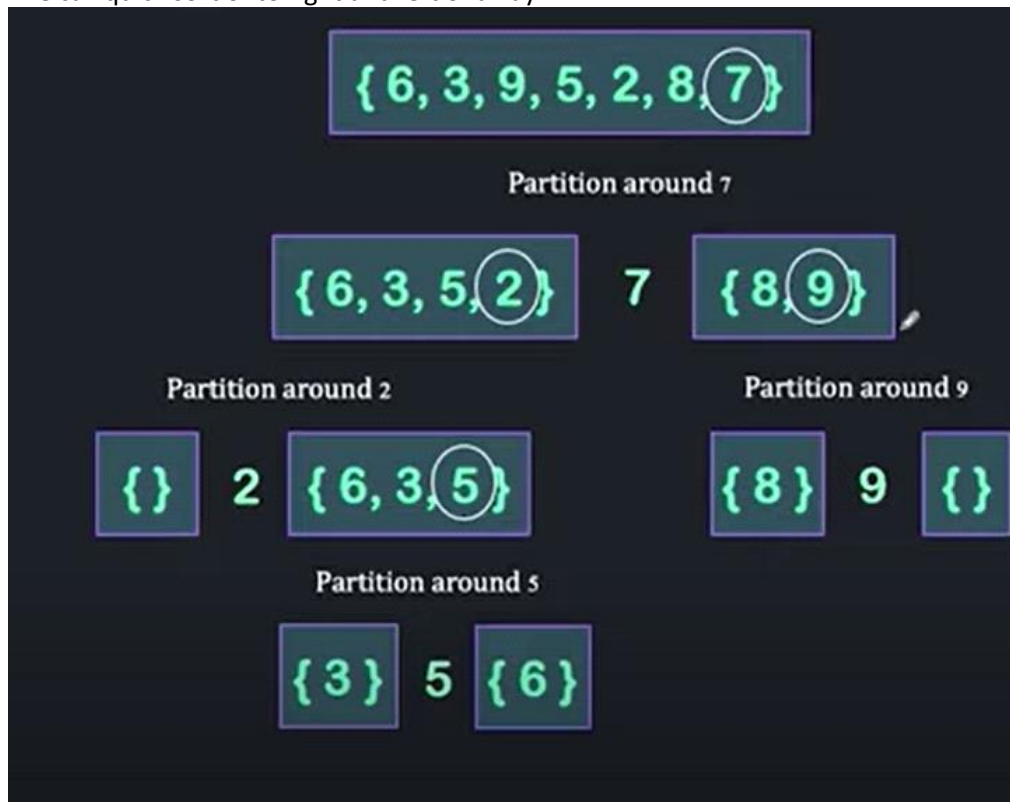 { 6, 3, 9, 5, 2, 8, 7 }
Partition around 7
{ 6, 3, 5, 2 } 7 { 8, 9 }
Partition around 2 Partition around 9
{ } 2 { 6, 3, 5 } { 8 } 9 { }
Partition around 5
{ 3 } 5 { 6 }